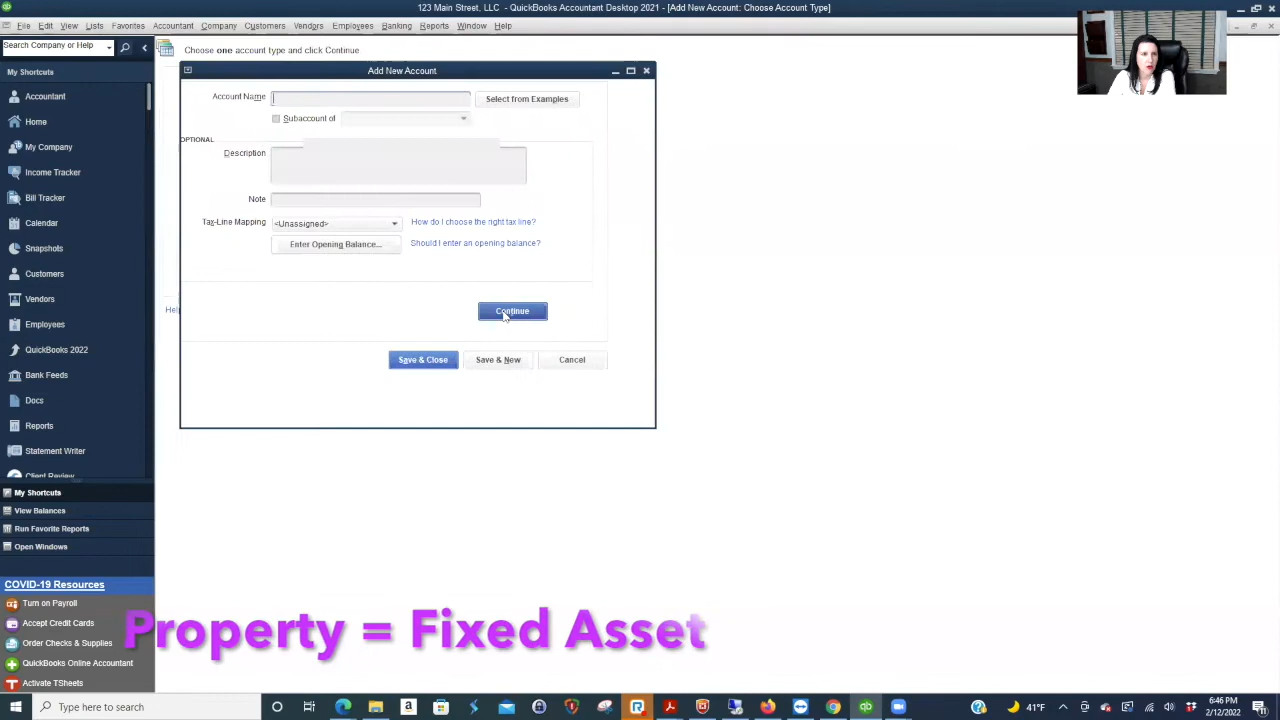 123 Main Street, LLC - QuickBooks Accountant Desktop 2021 - [Add New Account: Choose Account Type]
File Edit View Lists Favorites Accountant Company Customers Vendors Employees Banking Reports Window Help
Search Company or Help
Choose one account type and click Continue
My Shortcuts
Accountant
Home
My Company
Income Tracker
Bill Tracker
Calendar
Snapshots
Customers
Vendors
Employees
QuickBooks 2022
Bank Feeds
Docs
Reports
Statement Writer
Client Review
My Shortcuts
View Balances
Run Favorite Reports
Open Windows
COVID-19 Resources
Turn on Payroll
Accept Credit Cards
Order Checks & Supplies
QuickBooks Online Accountant
Activate TSheets
Add New Account
Account Name
Select from Examples
Subaccount of
OPTIONAL
Description
Note
Tax-Line Mapping <Unassigned> How do I choose the right tax line?
Enter Opening Balance... Should I enter an opening balance?
Help
Continue
Save & Close Save & New Cancel
Property = Fixed Asset
Type here to search
41°F
6:46 PM
2/12/2022